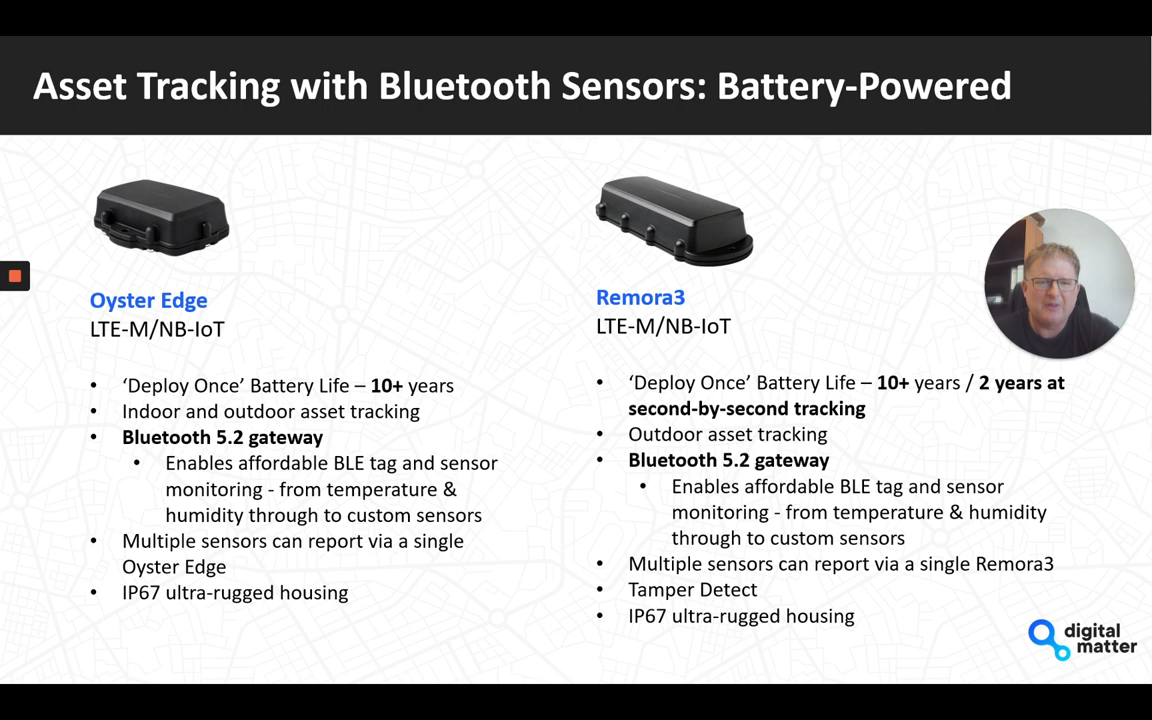 Asset Tracking with Bluetooth Sensors: Battery-Powered
Oyster Edge
LTE-M/NB-IoT
• ‘Deploy Once’ Battery Life – 10+ years
• Indoor and outdoor asset tracking
• Bluetooth 5.2 gateway
• Enables affordable BLE tag and sensor
monitoring - from temperature &
humidity through to custom sensors
• Multiple sensors can report via a single
Oyster Edge
• IP67 ultra-rugged housing
Remora3
LTE-M/NB-IoT
• ‘Deploy Once’ Battery Life – 10+ years / 2 years at
second-by-second tracking
• Outdoor asset tracking
• Bluetooth 5.2 gateway
• Enables affordable BLE tag and sensor
monitoring - from temperature & humidity
through to custom sensors
• Multiple sensors can report via a single Remora3
• Tamper Detect
• IP67 ultra-rugged housing
digital
matter